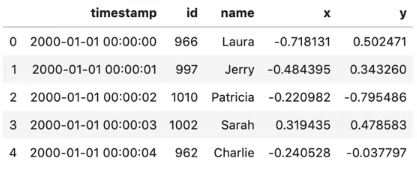 timestamp id name x y
0 2000-01-01 00:00:00 966 Laura -0.718131 0.502471
1 2000-01-01 00:00:01 997 Jerry -0.484395 0.343260
2 2000-01-01 00:00:02 1010 Patricia -0.220982 -0.795486
3 2000-01-01 00:00:03 1002 Sarah 0.319435 0.478583
4 2000-01-01 00:00:04 962 Charlie -0.240528 -0.037797